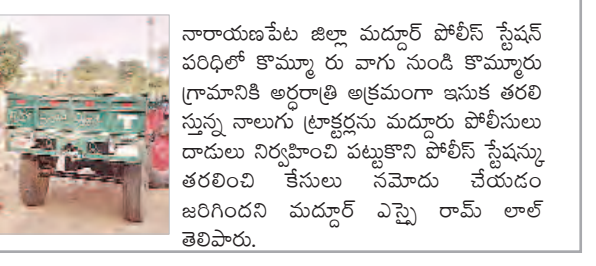 నారాయణపేట జిల్లా మద్దూర్ పోలీస్ స్టేషన్
పరిధిలో కొమ్మూ రు వాగు నుండి కొమ్మూరు
గ్రామానికి అర్ధరాత్రి అక్రమంగా ఇసుక తరలి
స్తున్న నాలుగు ట్రాక్టర్లను మద్దూరు పోలీసులు
దాడులు నిర్వహించి పట్టుకొని పోలీస్ స్టేషన్కు
తరలించి కేసులు నమోదు చేయడం
జరిగిందని మద్దూర్ ఎస్సై రామ్ లాల్
తెలిపారు.